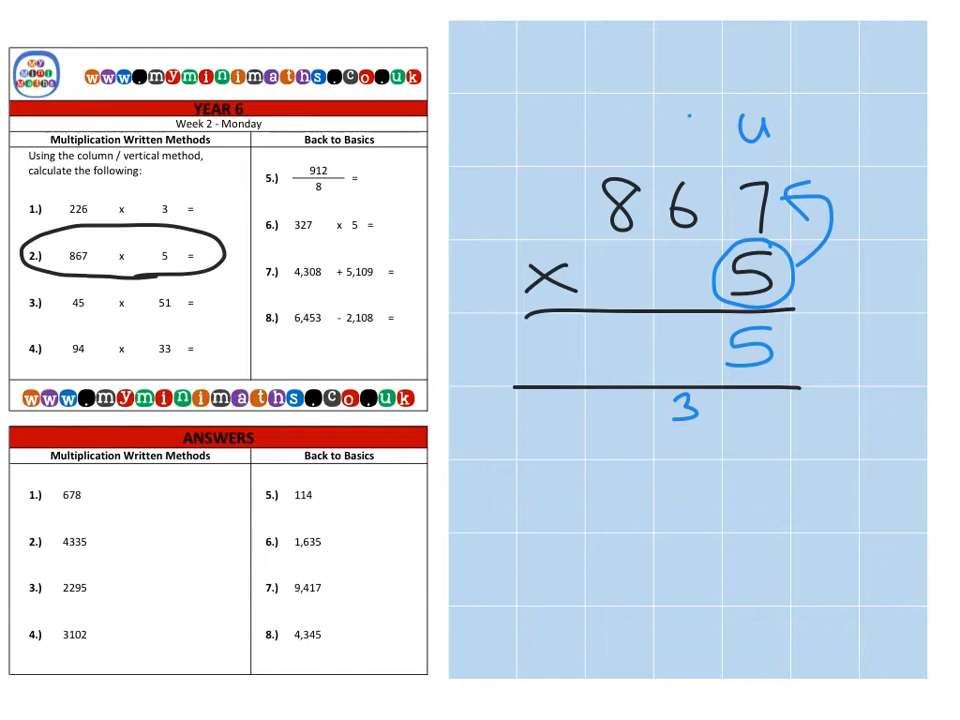 My
Mini
Maths
www.myminimaths.co.uk
YEAR 6
Week 2 - Monday
Multiplication Written Methods
Using the column / vertical method,
calculate the following:
1.) 226 x 3 =
2.) 867 x 5 =
3.) 45 x 51 =
4.) 94 x 33 =
Back to Basics
5.) 912
8 =
6.) 327 x 5 =
7.) 4,308 + 5,109 =
8.) 6,453 - 2,108 =
www.myminimaths.co.uk
ANSWERS
Multiplication Written Methods
1.) 678
2.) 4335
3.) 2295
4.) 3102
Back to Basics
5.) 114
6.) 1,635
7.) 9,417
8.) 4,345
u
8 6 7
x 5
5
3